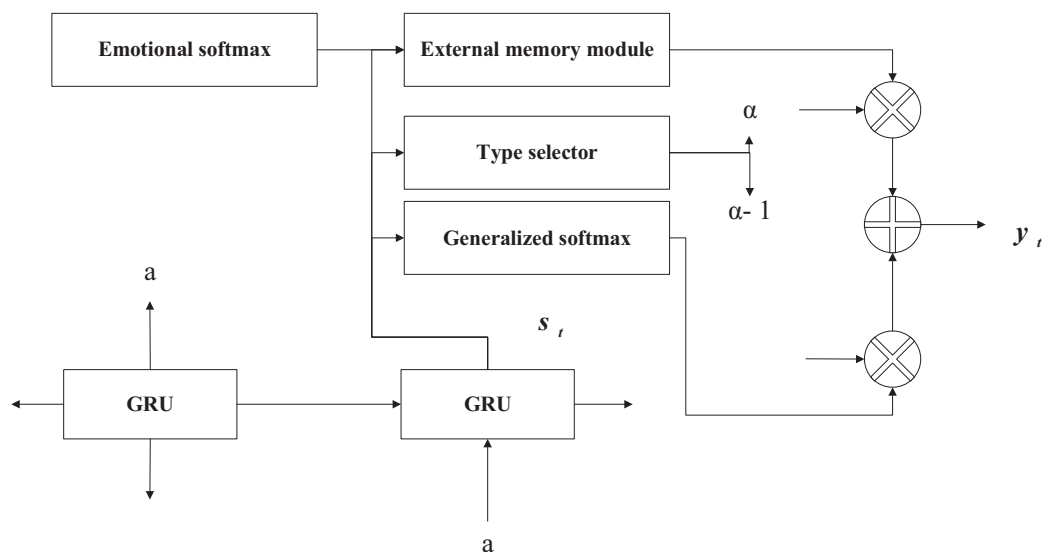 Emotional softmax
External memory module
α
Type selector
α- 1
Generalized softmax
y t
a
s t
GRU
GRU
a